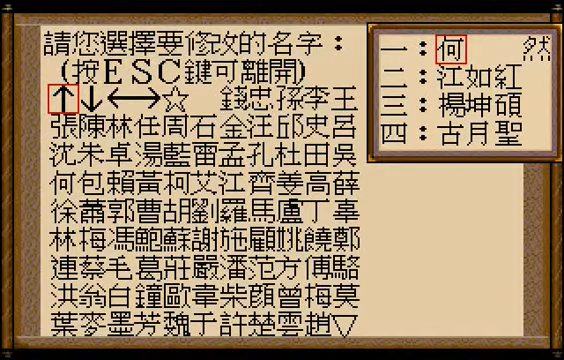 請您選擇要修改的名字：
(按ESC鍵可離開)
↑↓←→☆　錢忠孫李王
張陳林任周石金汪邱史呂
沈朱卓湯藍雷孟孔杜田吳
何包賴黃柯艾江齊姜高薛
徐蕭郭曹胡劉羅馬盧丁辜
林梅馮鮑蘇謝施顧姚饒鄭
連蔡毛葛莊嚴潘范方傅駱
洪翁白鐘歐韋柴顏曾梅莫
葉麥墨芳魏于許楚雲趙▽
一：何　然
二：江如紅
三：楊坤碩
四：古月聖